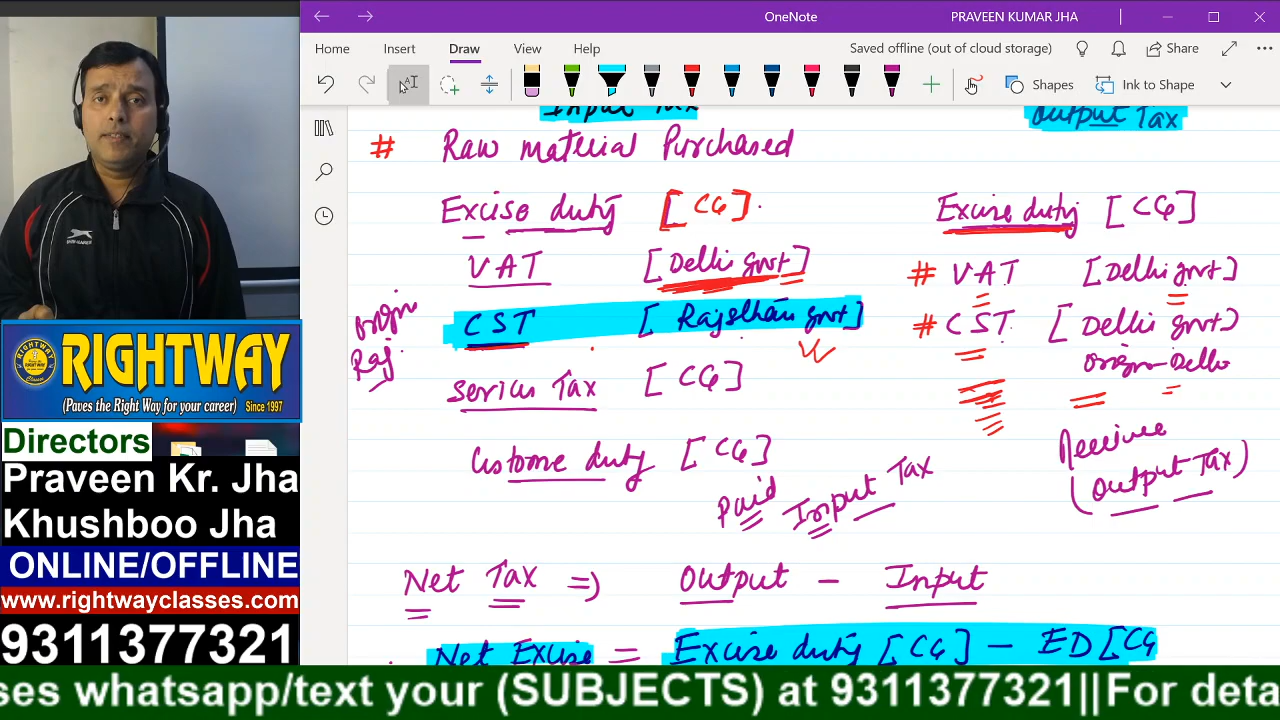 OneNote
PRAVEEN KUMAR JHA
Home Insert Draw View Help
Saved offline (out of cloud storage)
Share
Shapes
Ink to Shape
Input Tax
Output Tax
# Raw material Purchased
Excise duty [CG].
Excise duty [CG]
VAT [Delhi govt]
# VAT [Delhi govt]
CST [Rajsthan govt]
# CST [Delhi govt]
origin
Raj.
origin - Delhi
Service Tax [CG]
Custome duty [CG]
Paid
Input Tax
Receive
(Output Tax)
Net Tax => Output - Input
Net Excise = Excise duty [CG] - ED [CG
RIGHTWAY
(Paves the Right Way for your career) Since 1997
Directors
Praveen Kr. Jha
Khushboo Jha
ONLINE/OFFLINE
www.rightwayclasses.com
9311377321
ses whatsapp/text your (SUBJECTS) at 9311377321||For deta